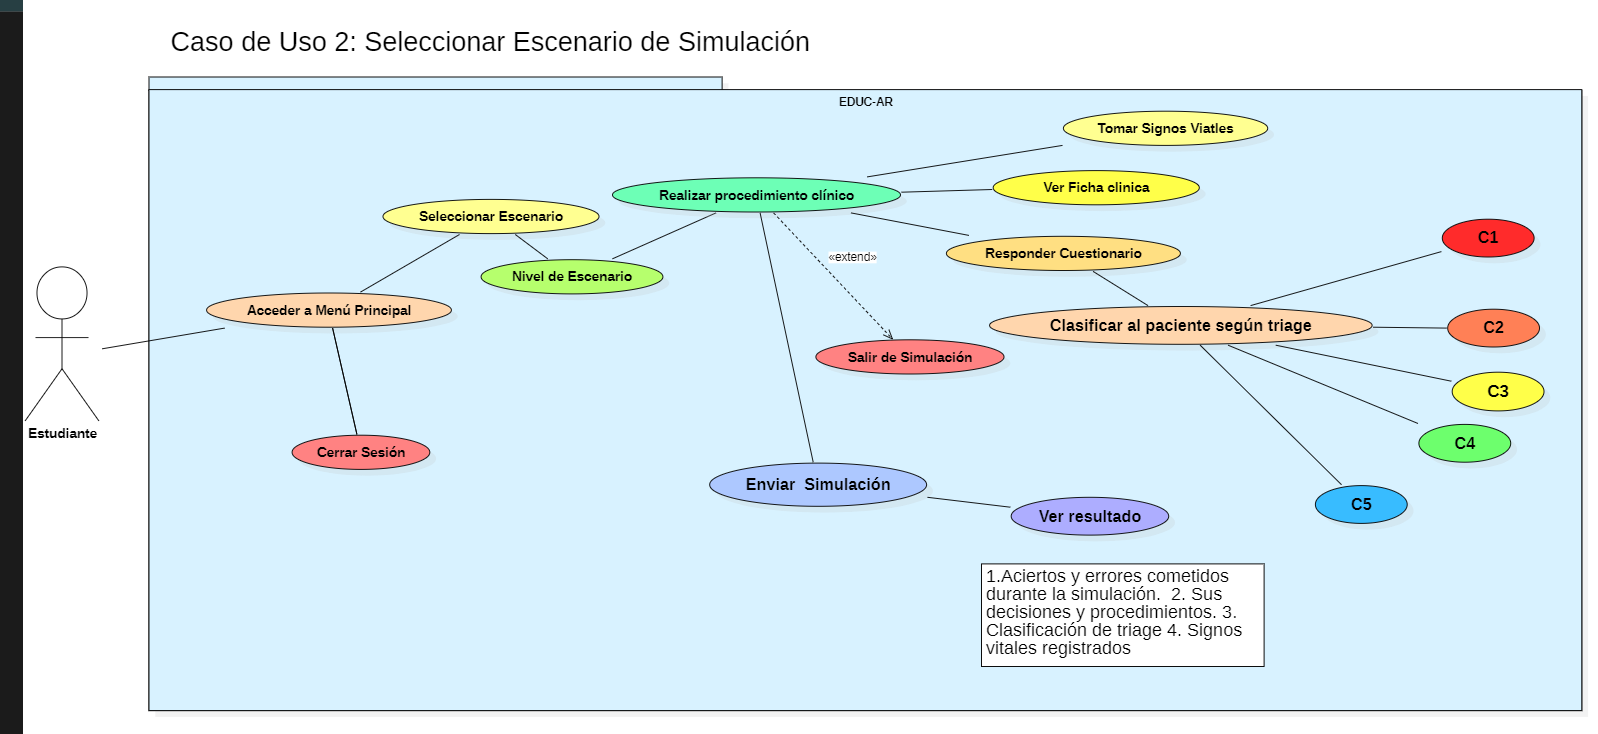 Caso de Uso 2: Seleccionar Escenario de Simulación
EDUC-AR
Tomar Signos Viatles
Ver Ficha clinica
Realizar procedimiento clínico
Seleccionar Escenario
C1
Responder Cuestionario
«extend»
Nivel de Escenario
Acceder a Menú Principal
Clasificar al paciente según triage
C2
Salir de Simulación
C3
Estudiante
C4
Cerrar Sesión
Enviar  Simulación
C5
Ver resultado
1.Aciertos y errores cometidos
durante la simulación.  2. Sus
decisiones y procedimientos. 3.
Clasificación de triage 4. Signos
vitales registrados